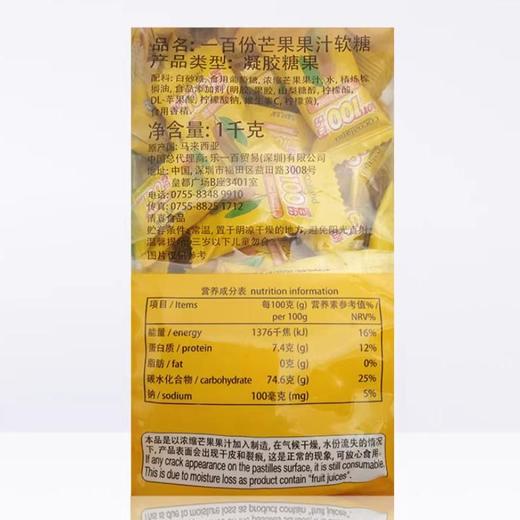 品名: 一百份芒果果汁软糖
产品类型: 凝胶糖果
配料: 白砂糖, 食用葡萄糖, 浓缩芒果果汁, 水, 精炼棕
榈油, 食品添加剂 (明胶, 果胶, 山梨糖醇, 柠檬酸,
DL-苹果酸, 柠檬酸钠, 维生素C, 柠檬黄),
食用香精。
净含量: 1千克
原产国: 马来西亚
中国总代理商: 乐一百贸易(深圳)有限公司
地址: 中国, 深圳市福田区益田路3008号
皇都广场B座3401室
电话: 0755-8348 9910
传真: 0755-8825 1712
清真食品
贮存条件: 常温, 置于阴凉干燥的地方, 避免阳光直射
温馨提示: 三岁以下儿童勿食
图片仅供参考
100
100
营养成分表 nutrition information
项目 / Items 每100克 (g) per 100g 营养素参考值% / NRV%
能量 / energy 1376千焦 (kJ) 16%
蛋白质 / protein 7.4克 (g) 12%
脂肪 / fat 0克 (g) 0%
碳水化合物 / carbohydrate 74.6克 (g) 25%
钠 / sodium 100毫克 (mg) 5%
本品是以浓缩芒果果汁加入制造, 在气候干燥, 水份流失的情况
下, 产品表面会出现干皮和裂痕, 这是正常的现象, 可放心食用。
If any crack appearance on the pastilles surface, it is still consumable.
This is due to moisture loss as product contain "fruit juices".